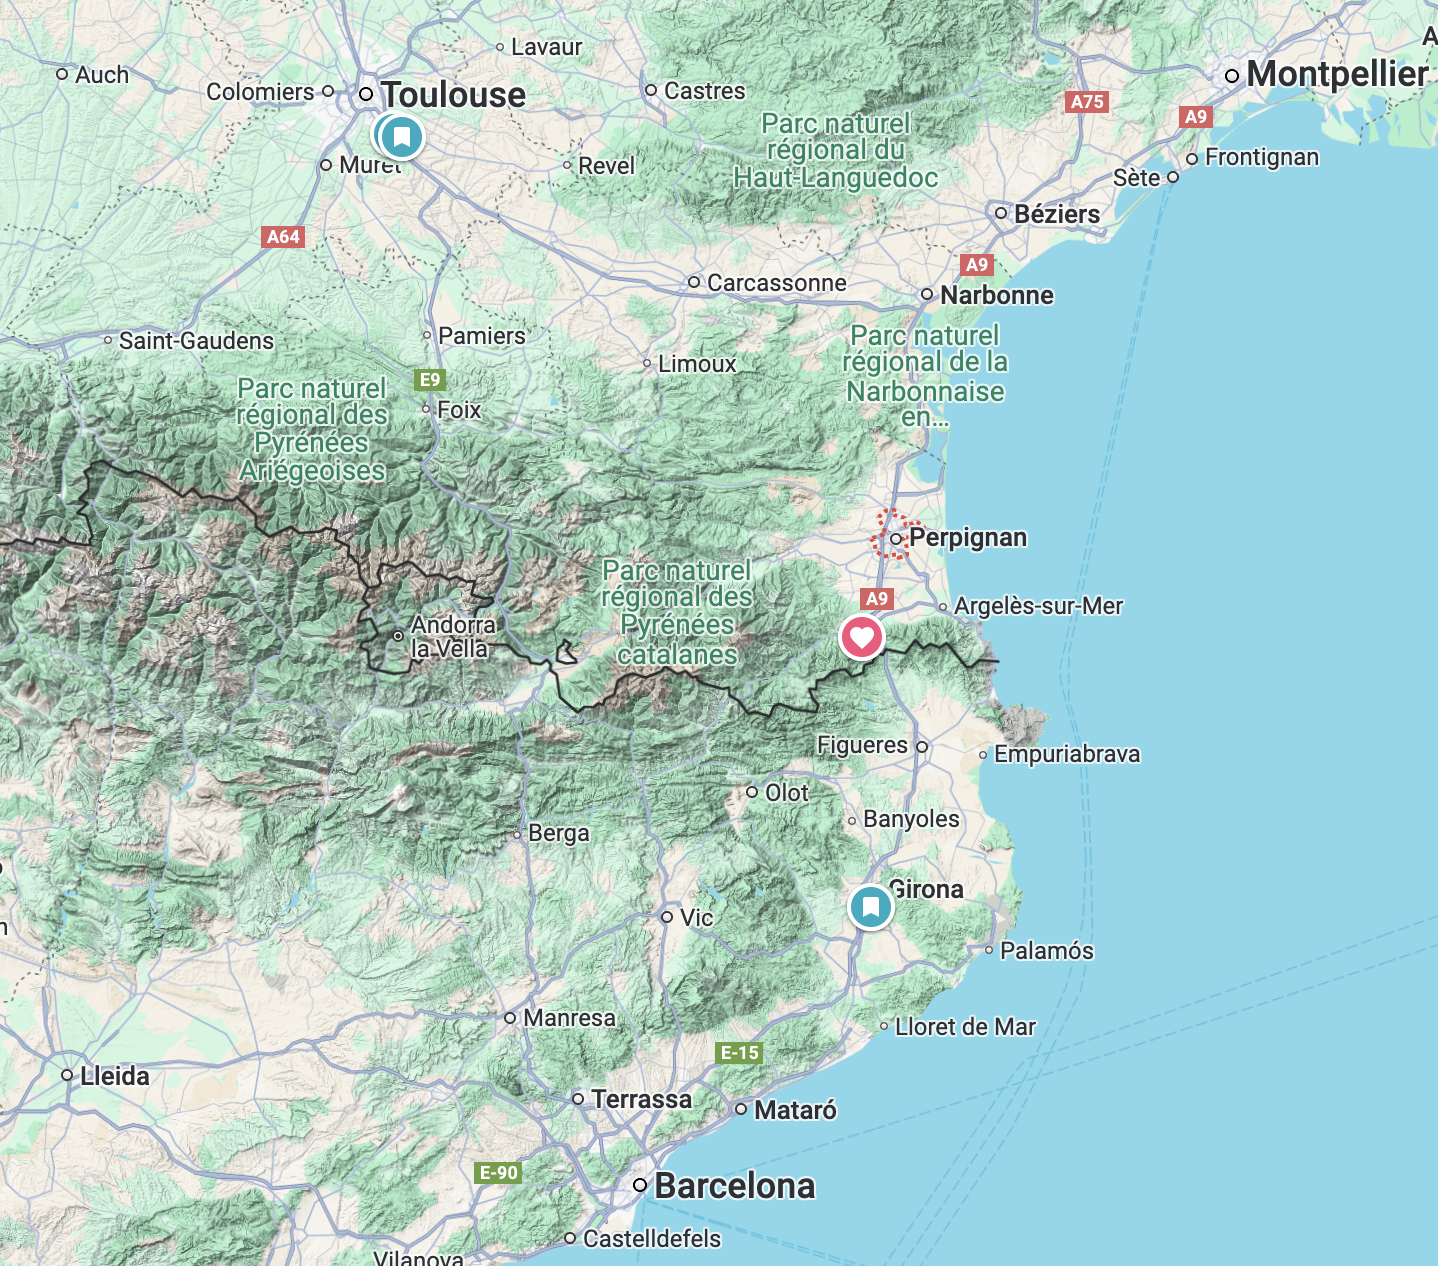 Lavaur
Auch
Colomiers
Toulouse
Castres
Montpellier
A
A75
A9
Parc naturel
régional du
Haut-Languedoc
Muret
Revel
Frontignan
Sète
Béziers
A64
A9
Carcassonne
Narbonne
Saint-Gaudens
Pamiers
Limoux
Parc naturel
régional de la
Narbonnaise
en...
E9
Foix
Parc naturel
régional des
Pyrénées
Ariégeoises
Perpignan
Parc naturel
régional des
Pyrénées
catalanes
A9
Argelès-sur-Mer
Andorra
la Vella
Figueres
Empuriabrava
Olot
Banyoles
Berga
Girona
Vic
Palamós
Manresa
Lloret de Mar
E-15
Lleida
Terrassa
Mataró
E-90
Barcelona
Castelldefels
Vilanova